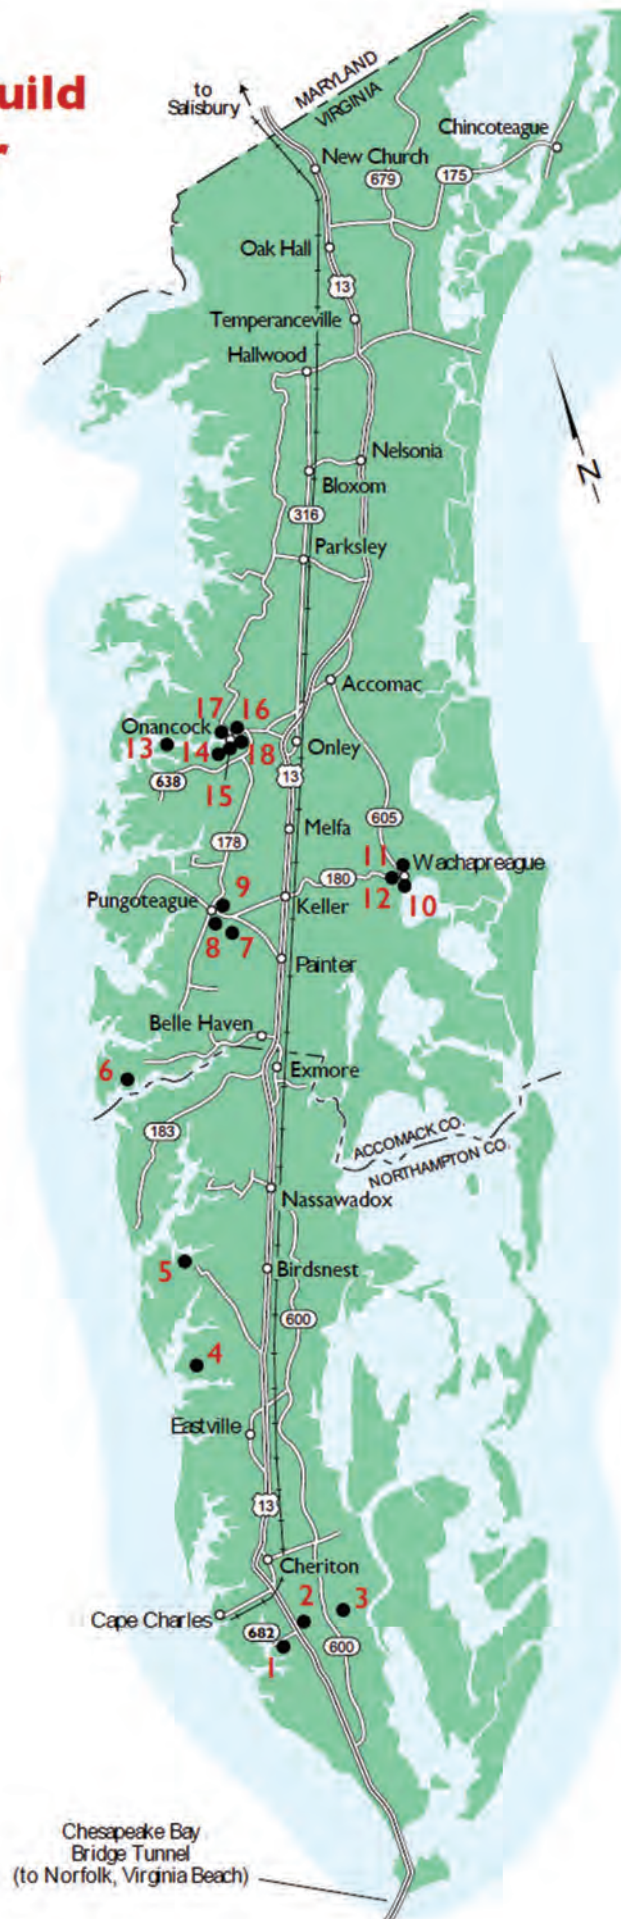 uild
to
Salisbury
MARYLAND
VIRGINIA
Chincoteague
New Church
679
175
Oak Hall
13
Temperanceville
Hallwood
Nelsonia
Bloxom
316
Parksley
N
Accomac
17
16
Onancock
13
14
18
Onley
15
638
13
605
Melfa
178
11
Wachapreague
180
12
10
9
Pungoteague
Keller
8
7
Painter
Belle Haven
6
Exmore
183
ACCOMACK CO.
NORTHAMPTON CO.
Nassawadox
5
Birdsnest
600
4
Eastville
13
Cheriton
2
3
Cape Charles
682
600
1
Chesapeake Bay
Bridge Tunnel
(to Norfolk, Virginia Beach)